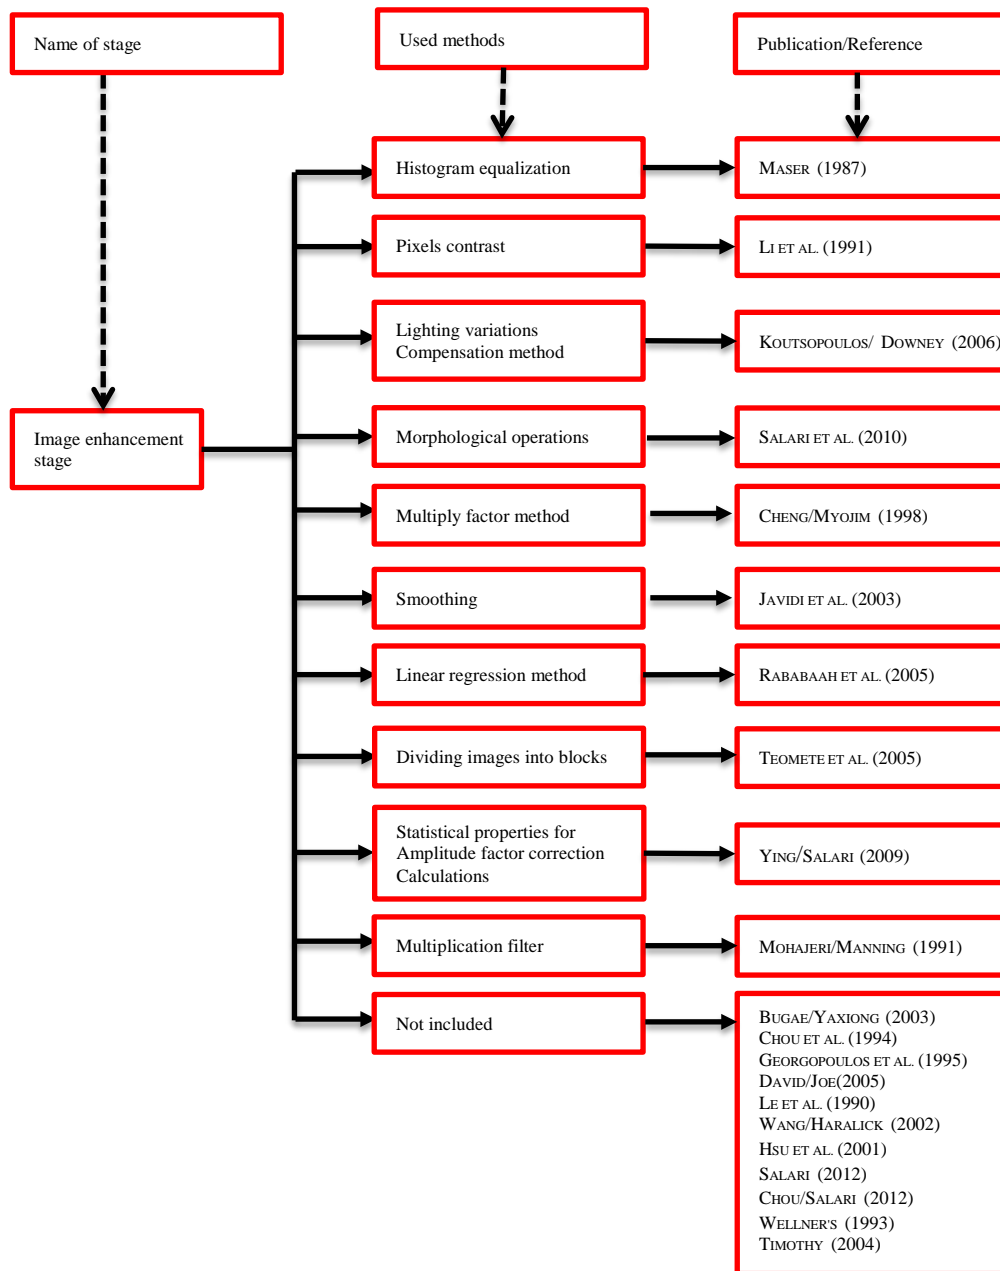 Name of stage
Used methods
Publication/Reference
Histogram equalization
MASER (1987)
Pixels contrast
LI ET AL. (1991)
Lighting variations
Compensation method
KOUTSOPOULOS/ DOWNEY (2006)
Image enhancement
stage
Morphological operations
SALARI ET AL. (2010)
Multiply factor method
CHENG/MYOJIM (1998)
Smoothing
JAVIDI ET AL. (2003)
Linear regression method
RABABAAH ET AL. (2005)
Dividing images into blocks
TEOMETE ET AL. (2005)
Statistical properties for
Amplitude factor correction
Calculations
YING/SALARI (2009)
Multiplication filter
MOHAJERI/MANNING (1991)
Not included
BUGAE/YAXIONG (2003)
CHOU ET AL. (1994)
GEORGOPOULOS ET AL. (1995)
DAVID/JOE(2005)
LE ET AL. (1990)
WANG/HARALICK (2002)
HSU ET AL. (2001)
SALARI (2012)
CHOU/SALARI (2012)
WELLNER'S (1993)
TIMOTHY (2004)